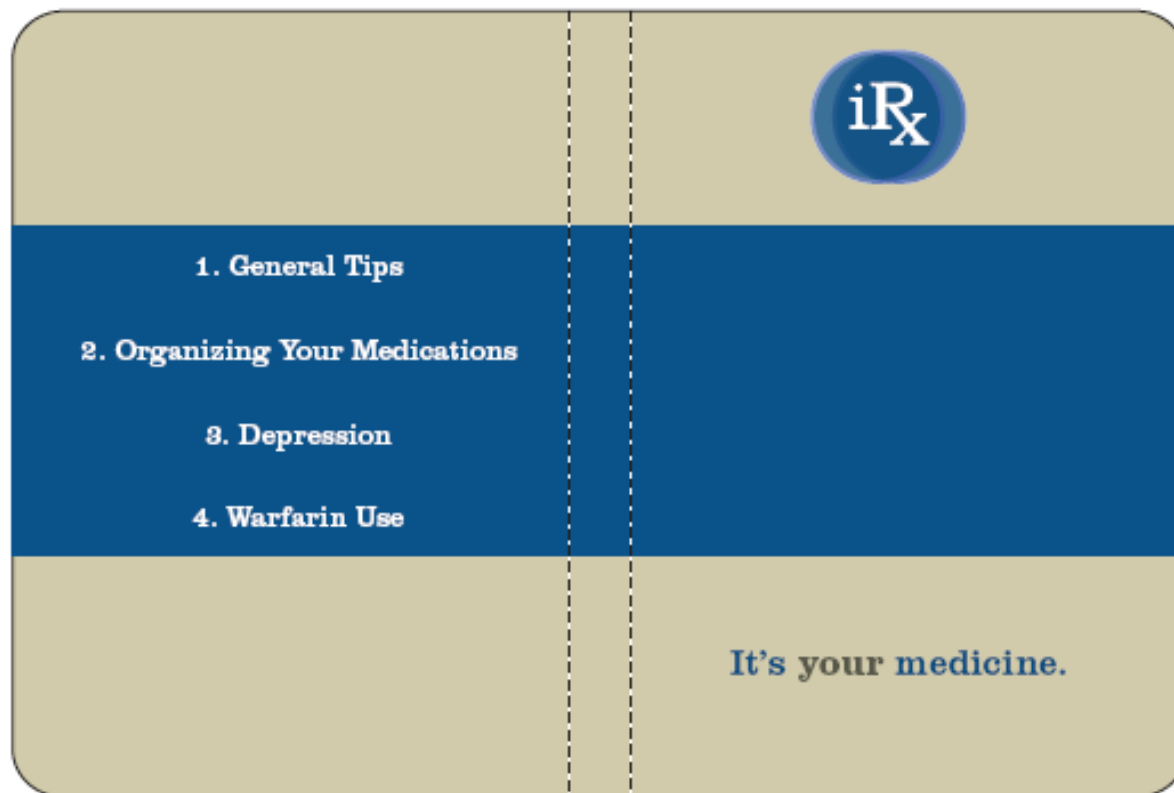 iRx
1. General Tips
2. Organizing Your Medications
3. Depression
4. Warfarin Use
It's your medicine.